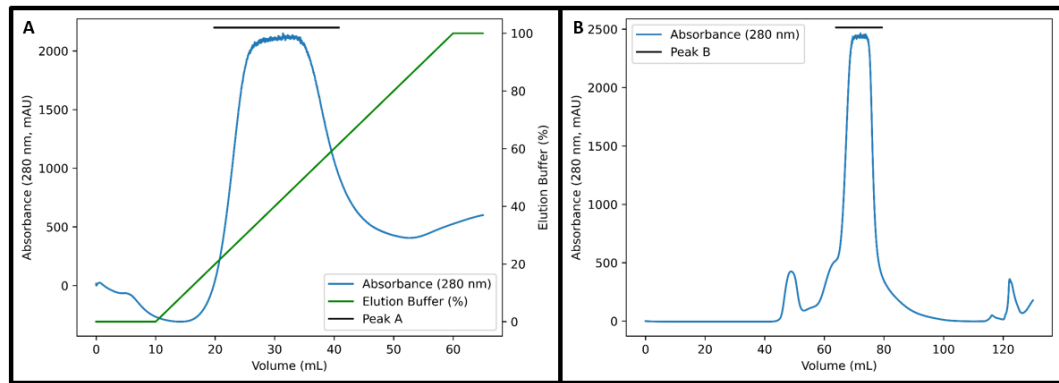 A
Absorbance (280 nm, mAU)
2000
1500
1000
500
0
0
10
20
30
40
50
60
Volume (mL)
100
80
60
40
20
0
Elution Buffer (%)
Absorbance (280 nm)
Elution Buffer (%)
Peak A
B
Absorbance (280 nm)
Peak B
Absorbance (280 nm, mAU)
2500
2000
1500
1000
500
0
0
20
40
60
80
100
120
Volume (mL)